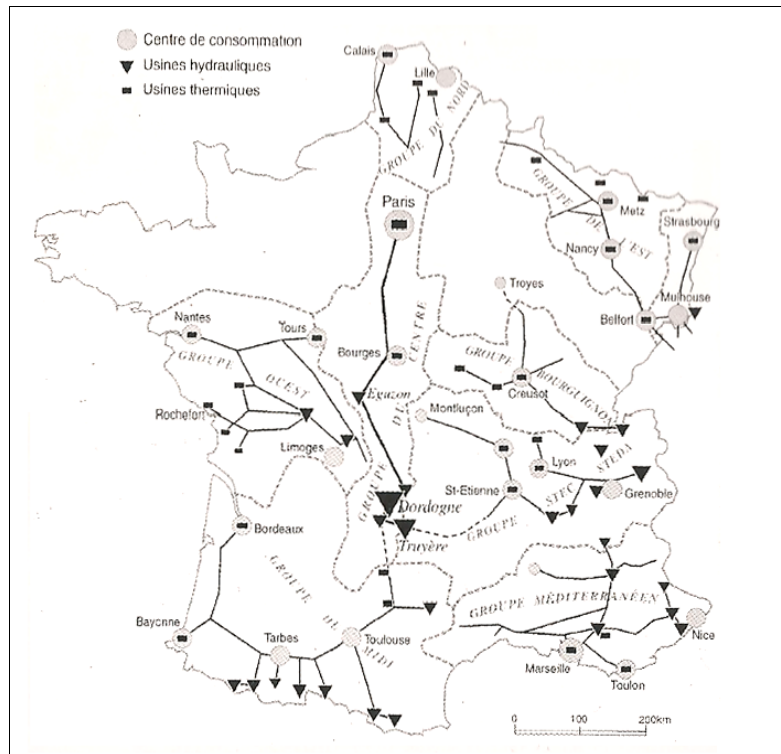 Centre de consommation
Usines hydrauliques
Usines thermiques
Calais
Lille
GROUPE DU NORD
Paris
GROUPE DE L'EST
Metz
Strasbourg
Nancy
Troyes
Mulhouse
Belfort
Nantes
Tours
GROUPE OUEST
Bourges
GROUPE DU CENTRE
Eguzon
GROUPE BOURGUIGNON
Creusot
Rochefort
Montluçon
Limoges
Lyon
STEDA
St-Etienne
GROUPE
Grenoble
Dordogne
Truyère
Bordeaux
GROUPE DU MIDI
GROUPE MÉDITERRANÉEN
Bayonne
Tarbes
Toulouse
Nice
Marseille
Toulon
0 100 200km